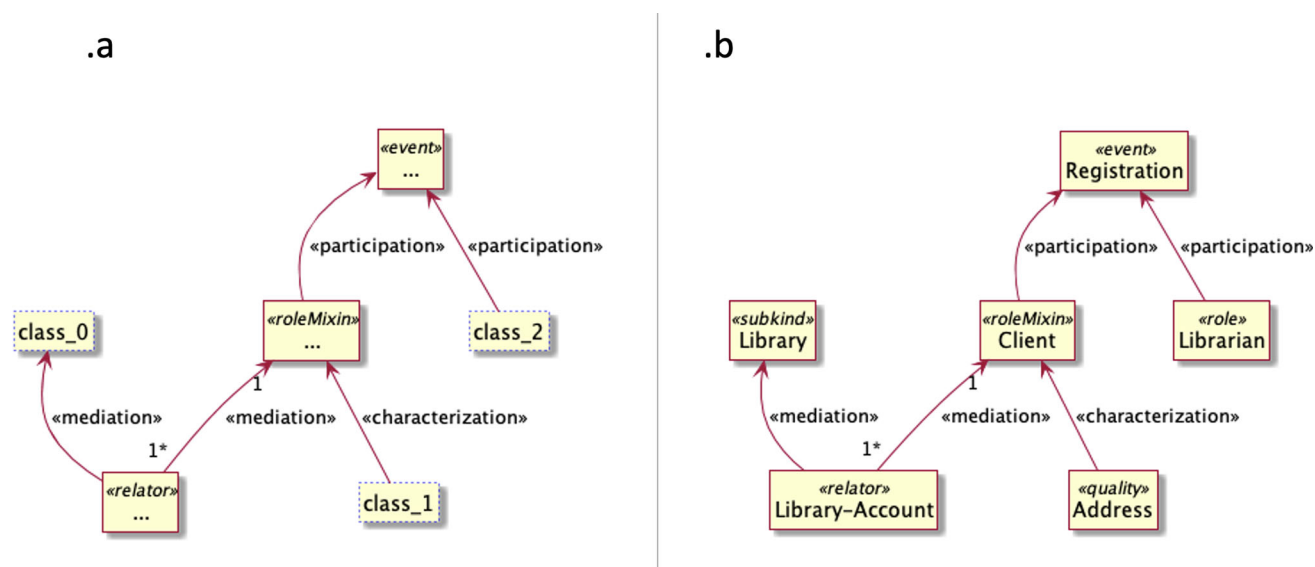 .a
«event»
...
«participation»
«participation»
class_0
«roleMixin»
...
class_2
1
«mediation»
«mediation»
«characterization»
1*
«relator»
...
class_1
.b
«event»
Registration
«participation»
«participation»
«subkind»
Library
«roleMixin»
Client
«role»
Librarian
1
«mediation»
«mediation»
«characterization»
1*
«relator»
Library-Account
«quality»
Address